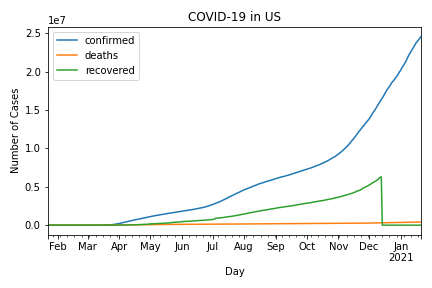 COVID-19 in US
1e7
confirmed
deaths
recovered
2.5
2.0
1.5
1.0
0.5
0.0
Number of Cases
Feb Mar Apr May Jun Jul Aug Sep Oct Nov Dec Jan
2021
Day